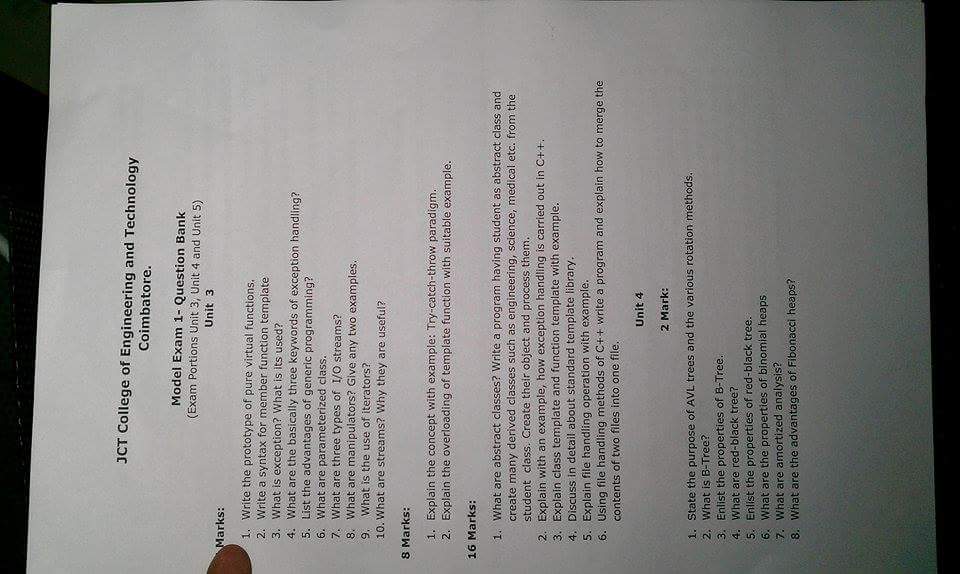 JCT College of Engineering and Technology
Coimbatore.
Model Exam 1- Question Bank
(Exam Portions Unit 3, Unit 4 and Unit 5)
Unit 3
Marks:
1. Write the prototype of pure virtual functions.
2. Write a syntax for member function template
3. What is exception? What is its used?
4. What are the basically three keywords of exception handling?
5. List the advantages of generic programming?
6. What are parameterized class.
7. What are three types of I/O streams?
8. What are manipulators? Give any two examples.
9. What is the use of Iterators?
10. What are streams? Why they are useful?
8 Marks:
1. Explain the concept with example: Try-catch-throw paradigm.
2. Explain the overloading of template function with suitable example.
16 Marks:
1. What are abstract classes? Write a program having student as abstract class and
create many derived classes such as engineering, science, medical etc. from the
student class. Create their object and process them.
2. Explain with an example, how exception handling is carried out in C++.
3. Explain class template and function template with example.
4. Discuss in detail about standard template library.
5. Explain file handling operation with example.
6. Using file handling methods of C++ write a program and explain how to merge the
contents of two files into one file.
Unit 4
2 Mark:
1. State the purpose of AVL trees and the various rotation methods.
2. What is B-Tree?
3. Enlist the properties of B-Tree.
4. What are red-black tree?
5. Enlist the properties of red-black tree.
6. What are the properties of binomial heaps
7. What are amortized analysis?
8. What are the advantages of Fibonacci heaps?